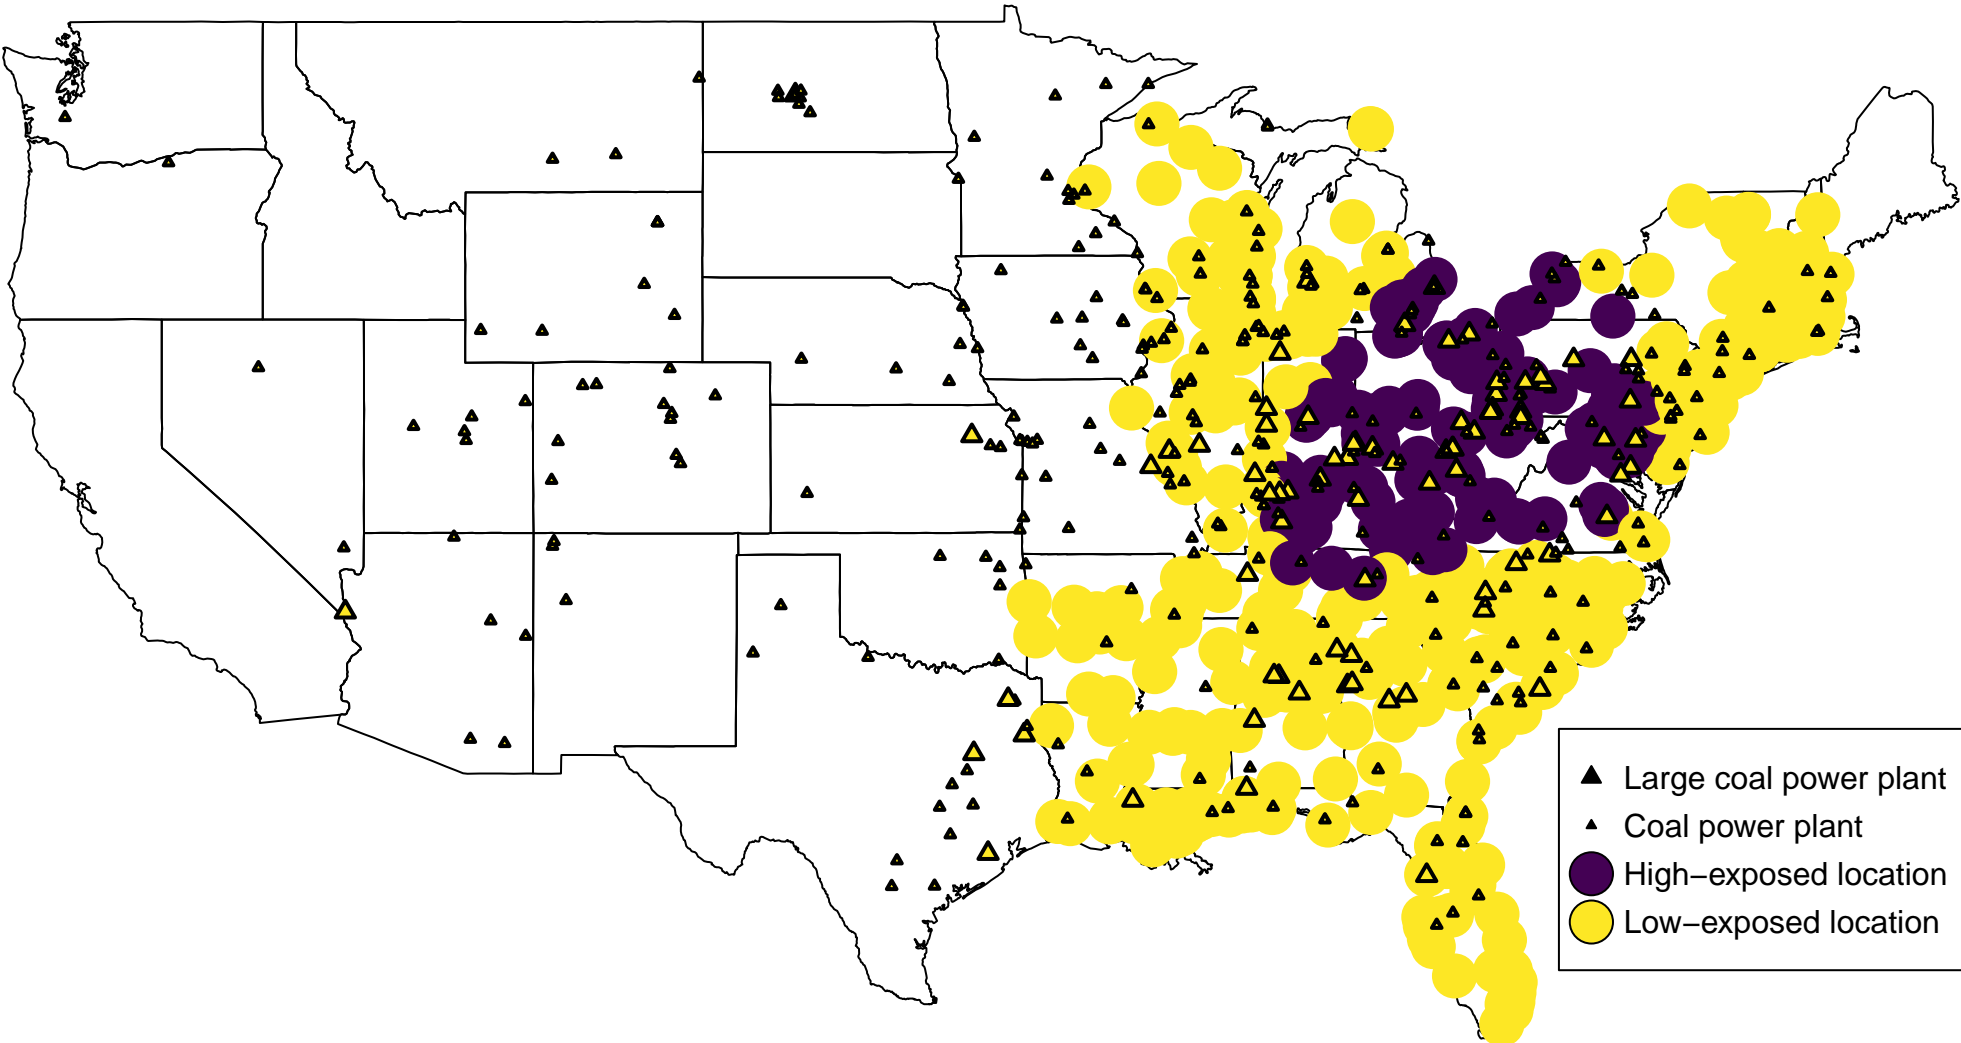 Large coal power plant
Coal power plant
High−exposed location
Low−exposed location